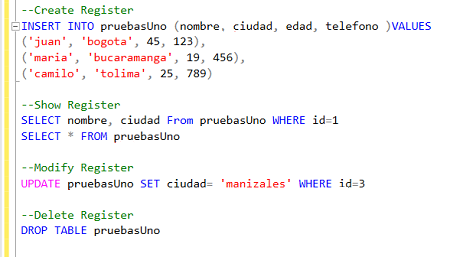 --Create Register
INSERT INTO pruebasUno (nombre, ciudad, edad, telefono )VALUES
('juan', 'bogota', 45, 123),
('maria', 'bucaramanga', 19, 456),
('camilo', 'tolima', 25, 789)
--Show Register
SELECT nombre, ciudad From pruebasUno WHERE id=1
SELECT * FROM pruebasUno
--Modify Register
UPDATE pruebasUno SET ciudad= 'manizales' WHERE id=3
--Delete Register
DROP TABLE pruebasUno